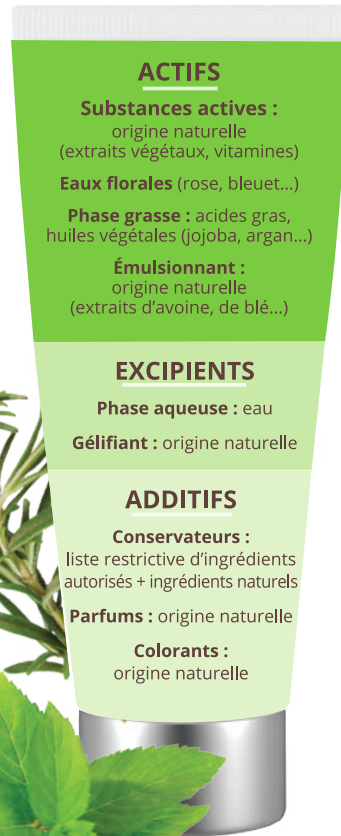 ACTIFS
Substances actives :
origine naturelle
(extraits végétaux, vitamines)
Eaux florales (rose, bleuet...)
Phase grasse : acides gras,
huiles végétales (jojoba, argan...)
Émulsionnant :
origine naturelle
(extraits d'avoine, de blé...)
EXCIPIENTS
Phase aqueuse : eau
Gélifiant : origine naturelle
ADDITIFS
Conservateurs :
liste restrictive d'ingrédients
autorisés + ingrédients naturels
Parfums : origine naturelle
Colorants :
origine naturelle